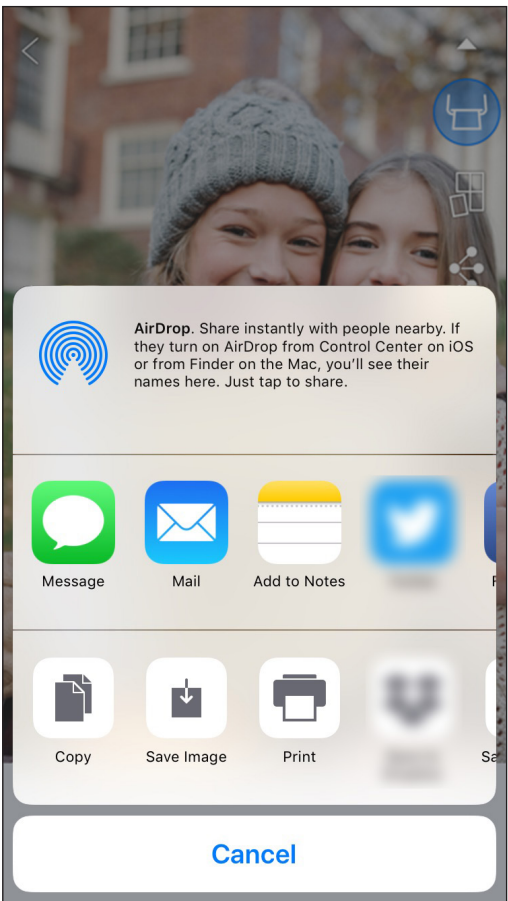 AirDrop. Share instantly with people nearby. If
they turn on AirDrop from Control Center on iOS
or from Finder on the Mac, you’ll see their
names here. Just tap to share.
Message Mail Add to Notes F
Copy Save Image Print Sa
Cancel